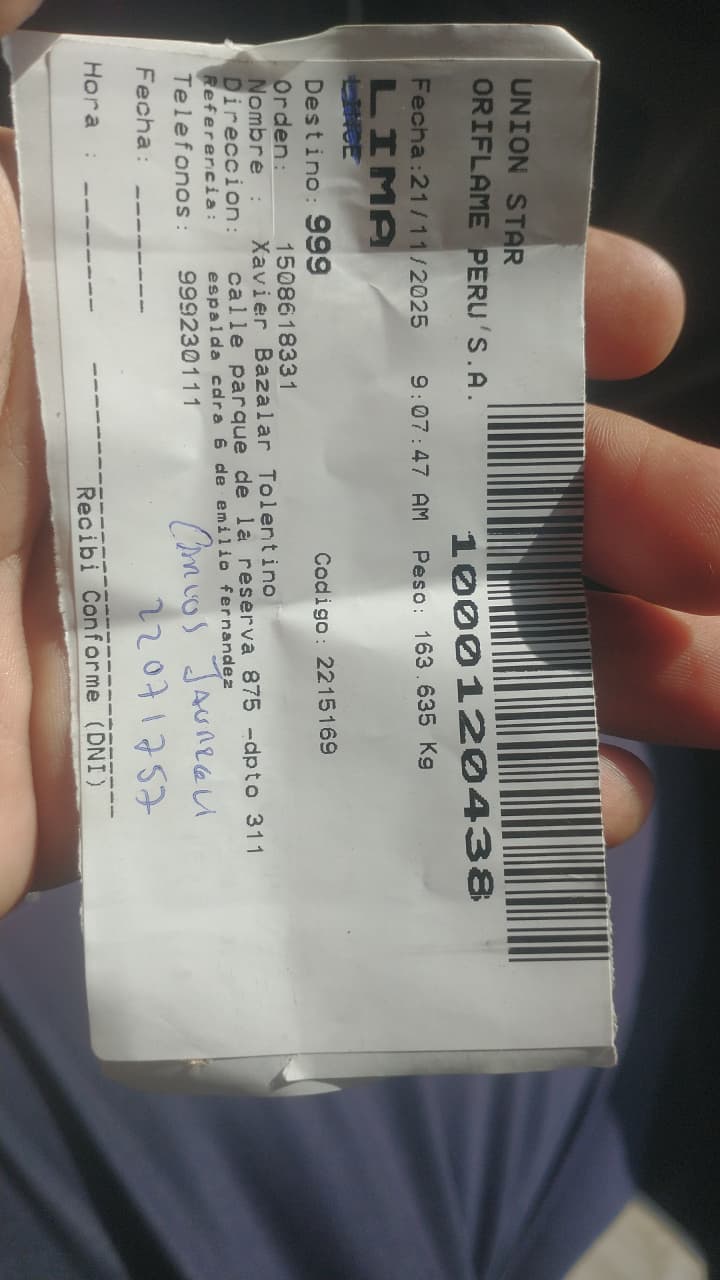 UNION STAR
ORIFLAME PERU'S.A.
1000120438
Fecha:21/11/2025 9:07:47 AM Peso: 163.635 Kg
LIMA
LINCE
Destino: 999 Codigo: 2215169
Orden: 1508618331
Nombre : Xavier Bazalar Tolentino
Direccion: calle parque de la reserva 875 -dpto 311
Referencia: espalda cdra 6 de emilio fernandez
Telefonos: 999230111
22071757
Fecha: -------
Hora : --------
Recibi Conforme (DNI)